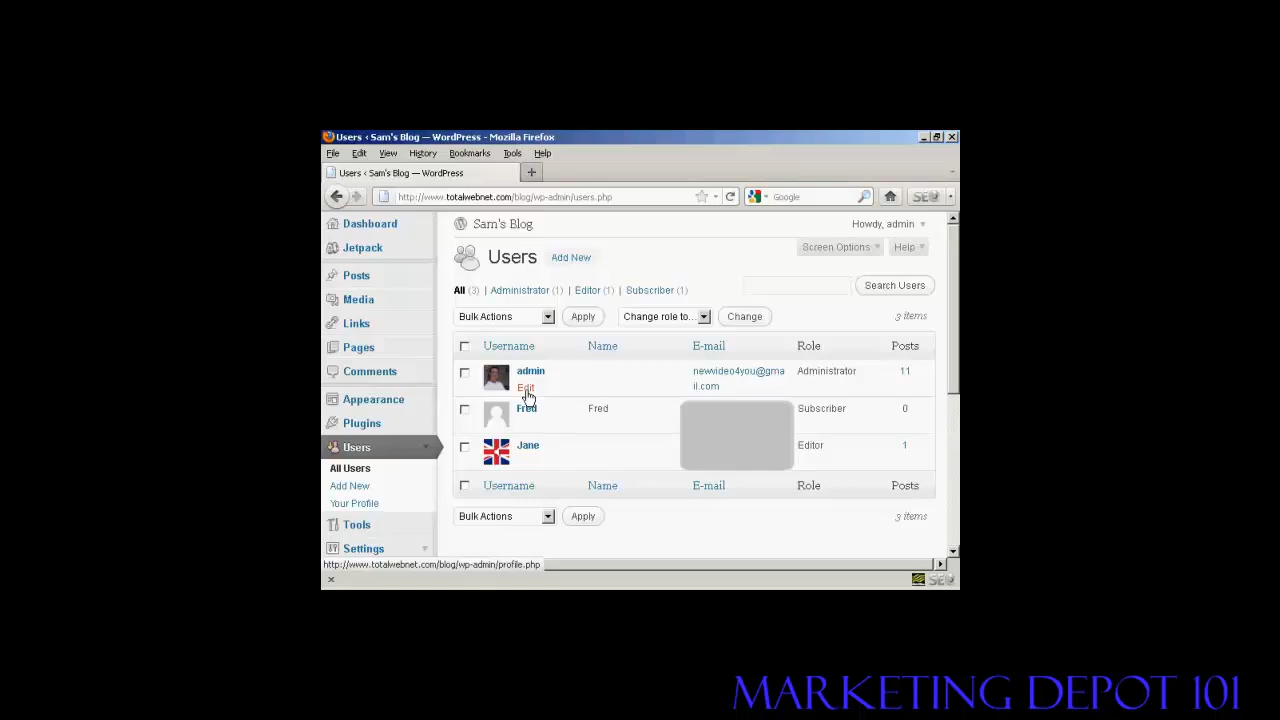 Users ‹ Sam's Blog — WordPress - Mozilla Firefox
File Edit View History Bookmarks Tools Help
Users ‹ Sam's Blog — WordPress
http://www.totalwebnet.com/blog/wp-admin/users.php
Google
SEO
Dashboard
Jetpack
Posts
Media
Links
Pages
Comments
Appearance
Plugins
Users
All Users
Add New
Your Profile
Tools
Settings
Sam's Blog
Howdy, admin
Screen Options
Help
Users Add New
All (3) | Administrator (1) | Editor (1) | Subscriber (1)
Search Users
Bulk Actions Apply Change role to... Change 3 items
Username Name E-mail Role Posts
admin newvideo4you@gma Administrator 11
Edit il.com
Fred Fred Subscriber 0
Jane Editor 1
Username Name E-mail Role Posts
Bulk Actions Apply 3 items
http://www.totalwebnet.com/blog/wp-admin/profile.php
x
SEO
MARKETING DEPOT 101